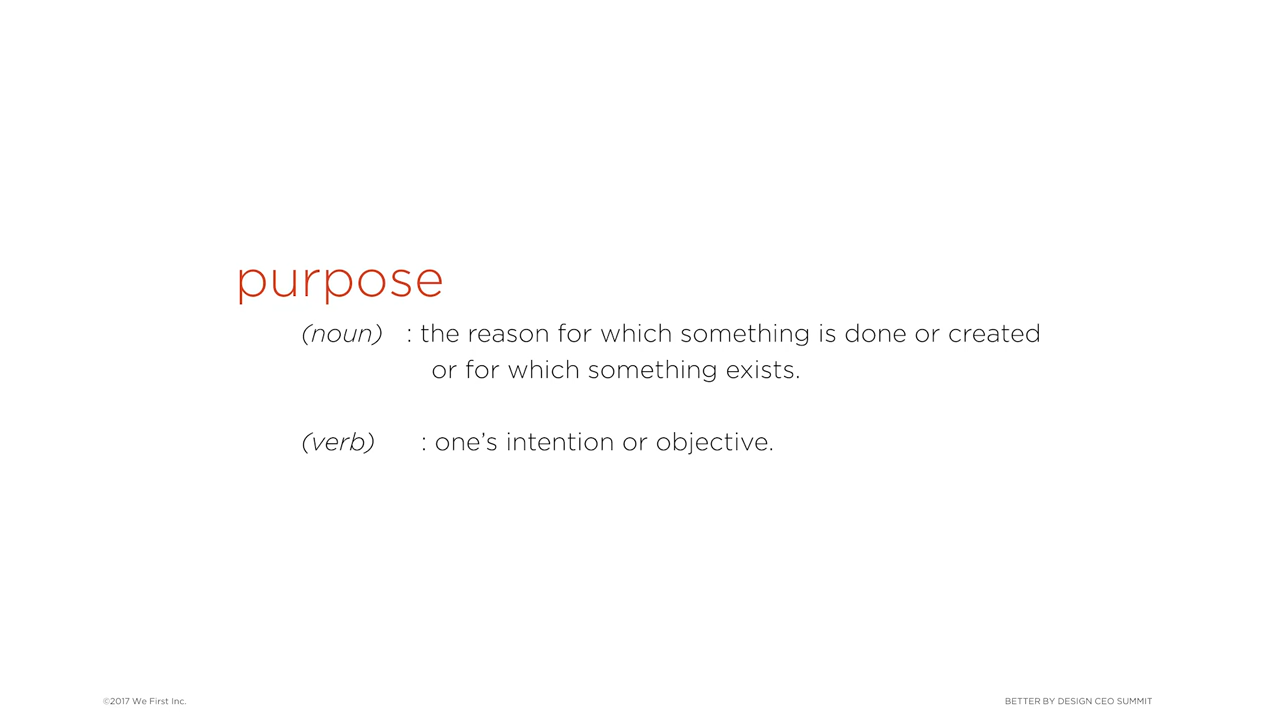 purpose
(noun) : the reason for which something is done or created
or for which something exists.
(verb) : one’s intention or objective.
©2017 We First Inc.
BETTER BY DESIGN CEO SUMMIT